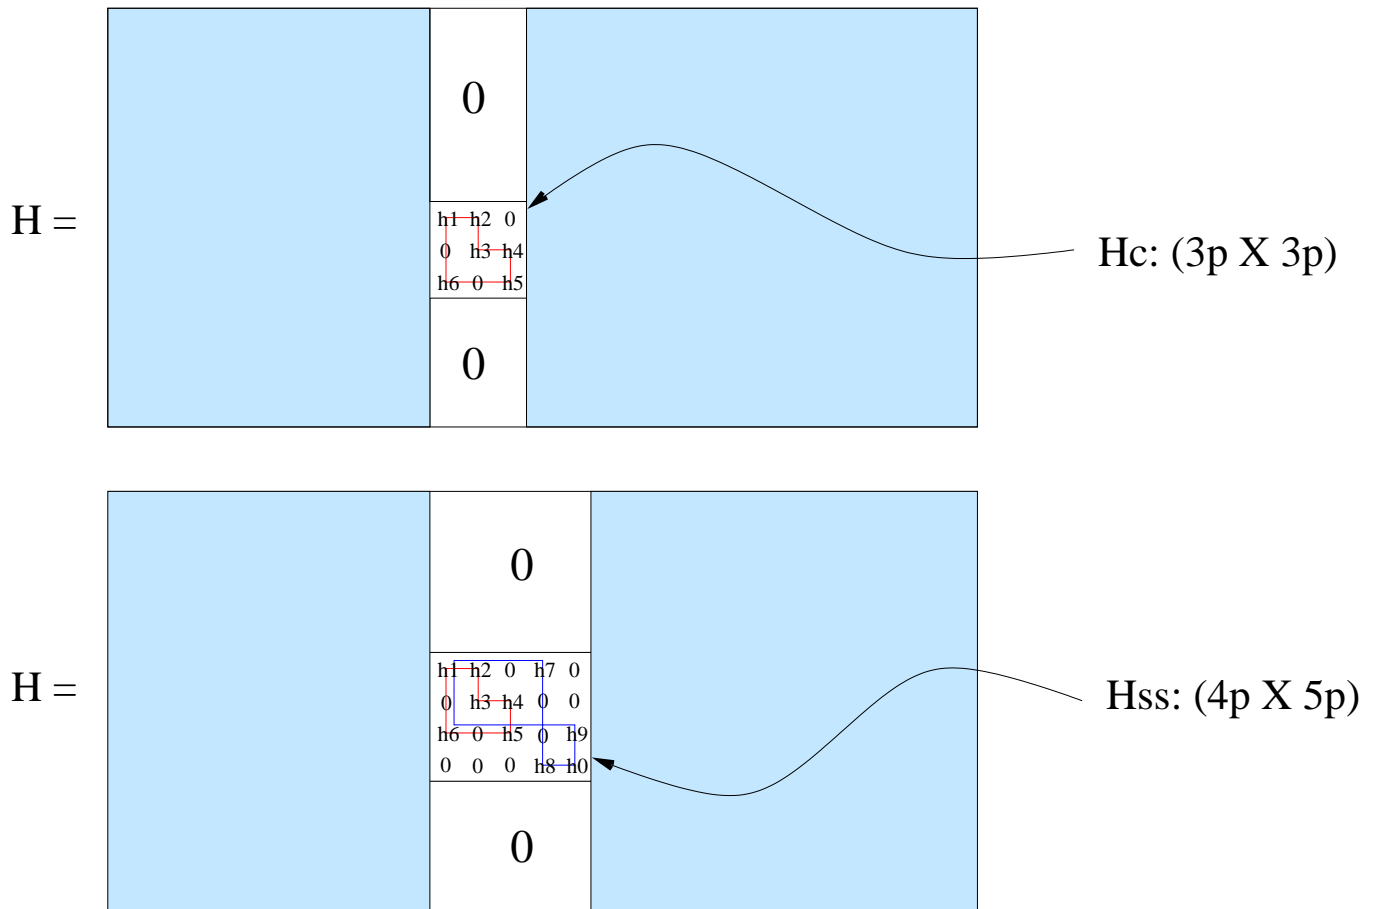 0
H =
h1 h2 0
0 h3 h4
h6 0 h5
Hc: (3p X 3p)
0
0
H =
h1 h2 0 h7 0
0 h3 h4 0 0
h6 0 h5 0 h9
0 0 0 h8 h0
Hss: (4p X 5p)
0